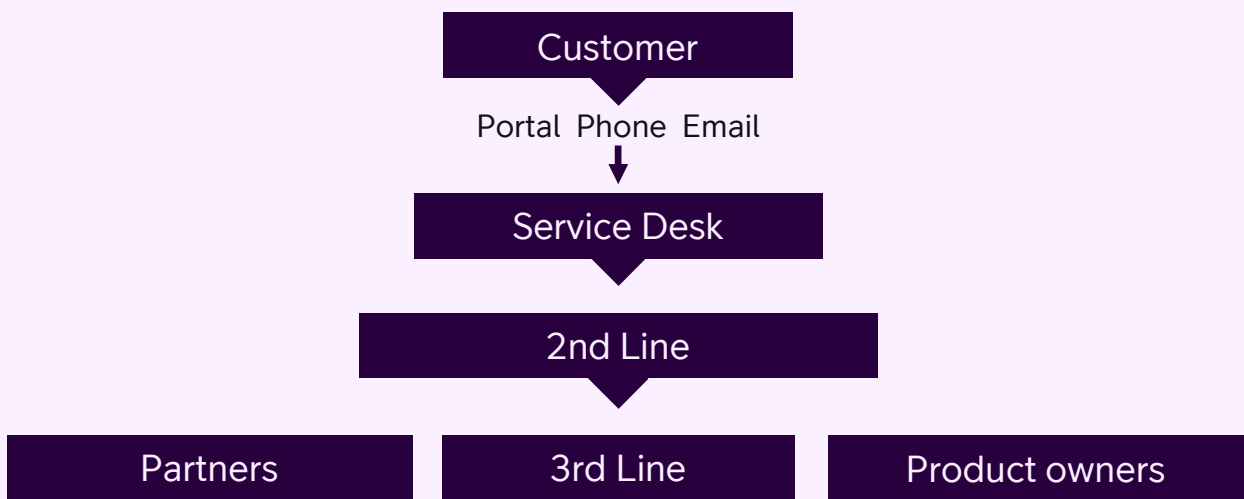 Customer
Portal Phone Email
Service Desk
2nd Line
Partners
3rd Line
Product owners